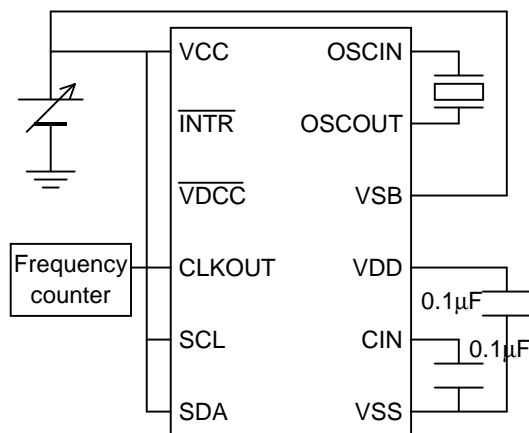 VCC
OSCIN
INTR
OSCOUT
VDCC
VSB
Frequency
counter
CLKOUT
VDD
0.1μF
SCL
CIN
0.1μF
SDA
VSS